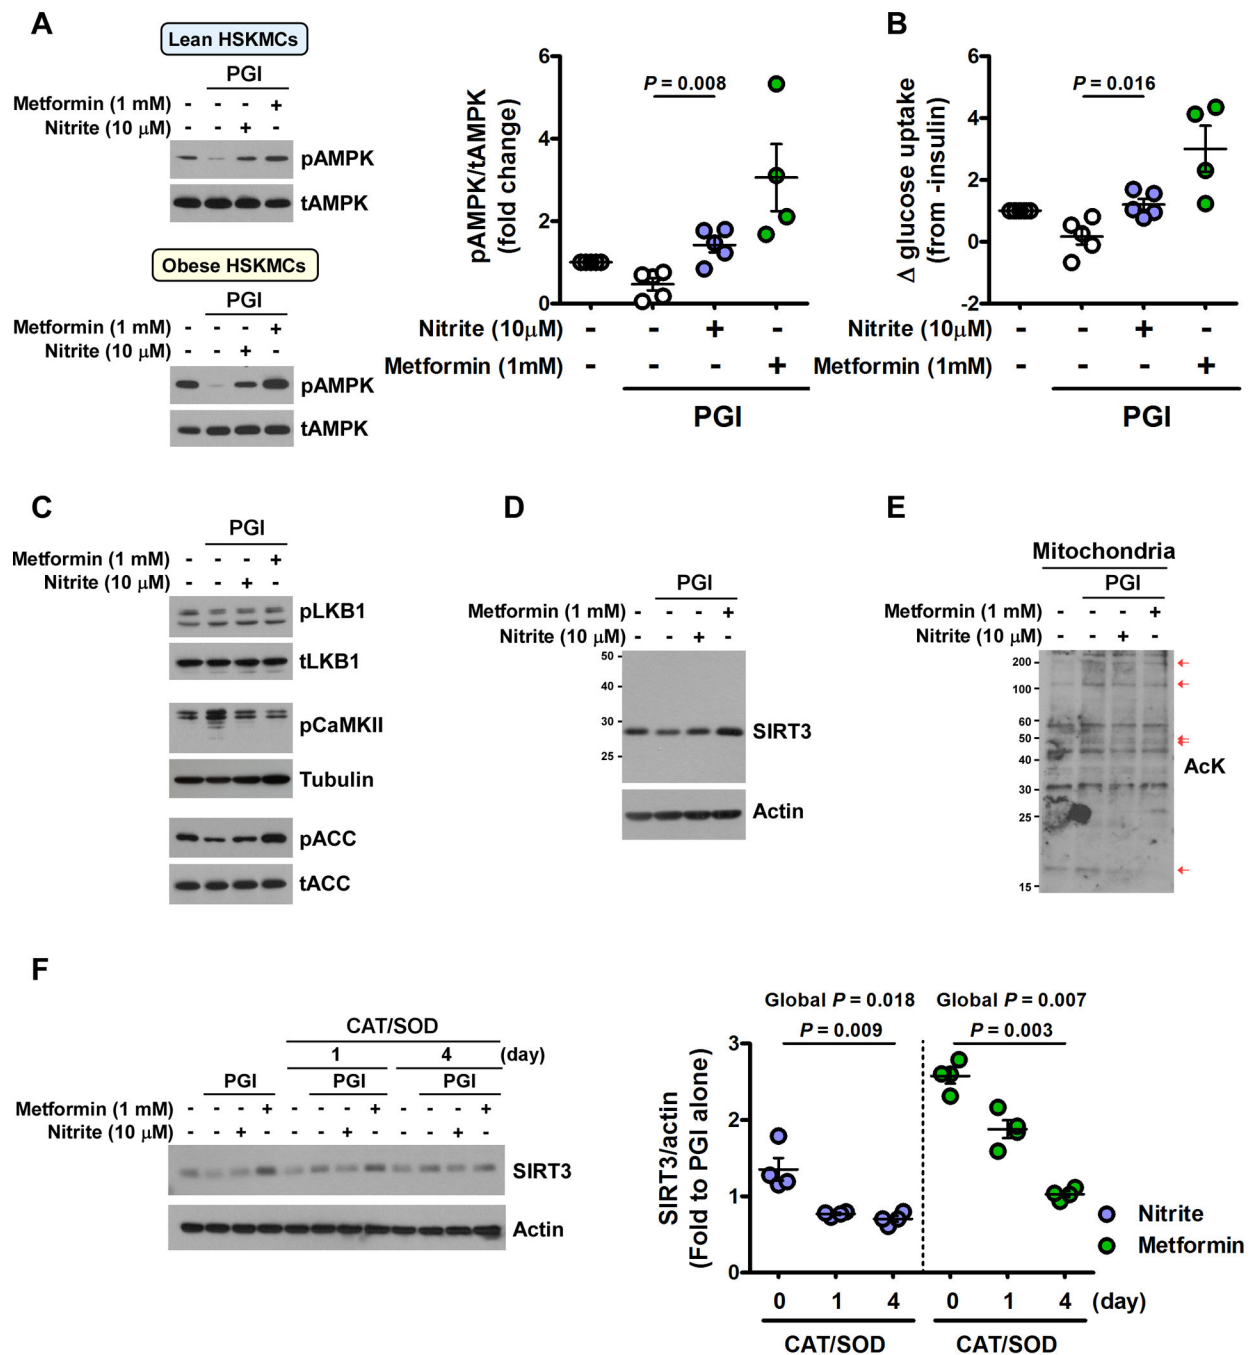 A
Lean HSKMCs
PGI
Metformin (1 mM) - - - +
Nitrite (10 µM) - - + -
pAMPK
tAMPK
Obese HSKMCs
PGI
Metformin (1 mM) - - - +
Nitrite (10 µM) - - + -
pAMPK
tAMPK
pAMPK/tAMPK
(fold change)
6
4
2
0
P = 0.008
Nitrite (10µM) - - + -
Metformin (1mM) - - - +
PGI
B
Δ glucose uptake
(from -insulin)
6
4
2
0
-2
P = 0.016
Nitrite (10µM) - - + -
Metformin (1mM) - - - +
PGI
C
PGI
Metformin (1 mM) - - - +
Nitrite (10 µM) - - + -
pLKB1
tLKB1
pCaMKII
Tubulin
pACC
tACC
D
PGI
Metformin (1 mM) - - - +
Nitrite (10 µM) - - + -
50
40
30
25
SIRT3
Actin
E
Mitochondria
PGI
Metformin (1 mM) - - - +
Nitrite (10 µM) - - + -
200
100
60
50
40
30
25
15
AcK
F
CAT/SOD
1 4 (day)
PGI PGI PGI
Metformin (1 mM) - - - + - - - + - - - +
Nitrite (10 µM) - - + - - - + - - - + -
SIRT3
Actin
Global P = 0.018 Global P = 0.007
P = 0.009 P = 0.003
SIRT3/actin
(Fold to PGI alone)
3
2
1
0
0 1 4 0 1 4 (day)
CAT/SOD CAT/SOD
Nitrite
Metformin